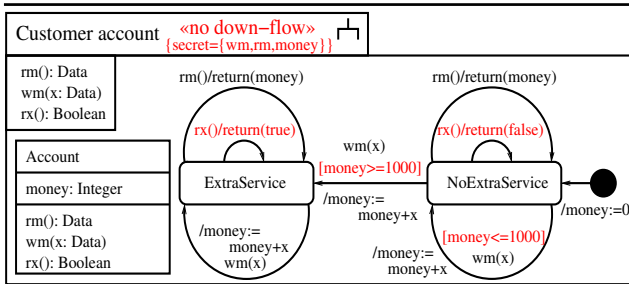 Customer account «no down−flow»
{secret={wm,rm,money}}
rm(): Data
wm(x: Data)
rx(): Boolean
Account
money: Integer
rm(): Data
wm(x: Data)
rx(): Boolean
rm()/return(money)
rx()/return(true)
ExtraService
/money:=
money+x
wm(x)
wm(x)
[money>=1000]
/money:=
money+x
rm()/return(money)
rx()/return(false)
NoExtraService
[money<=1000]
wm(x)
/money:=
money+x
/money:=0